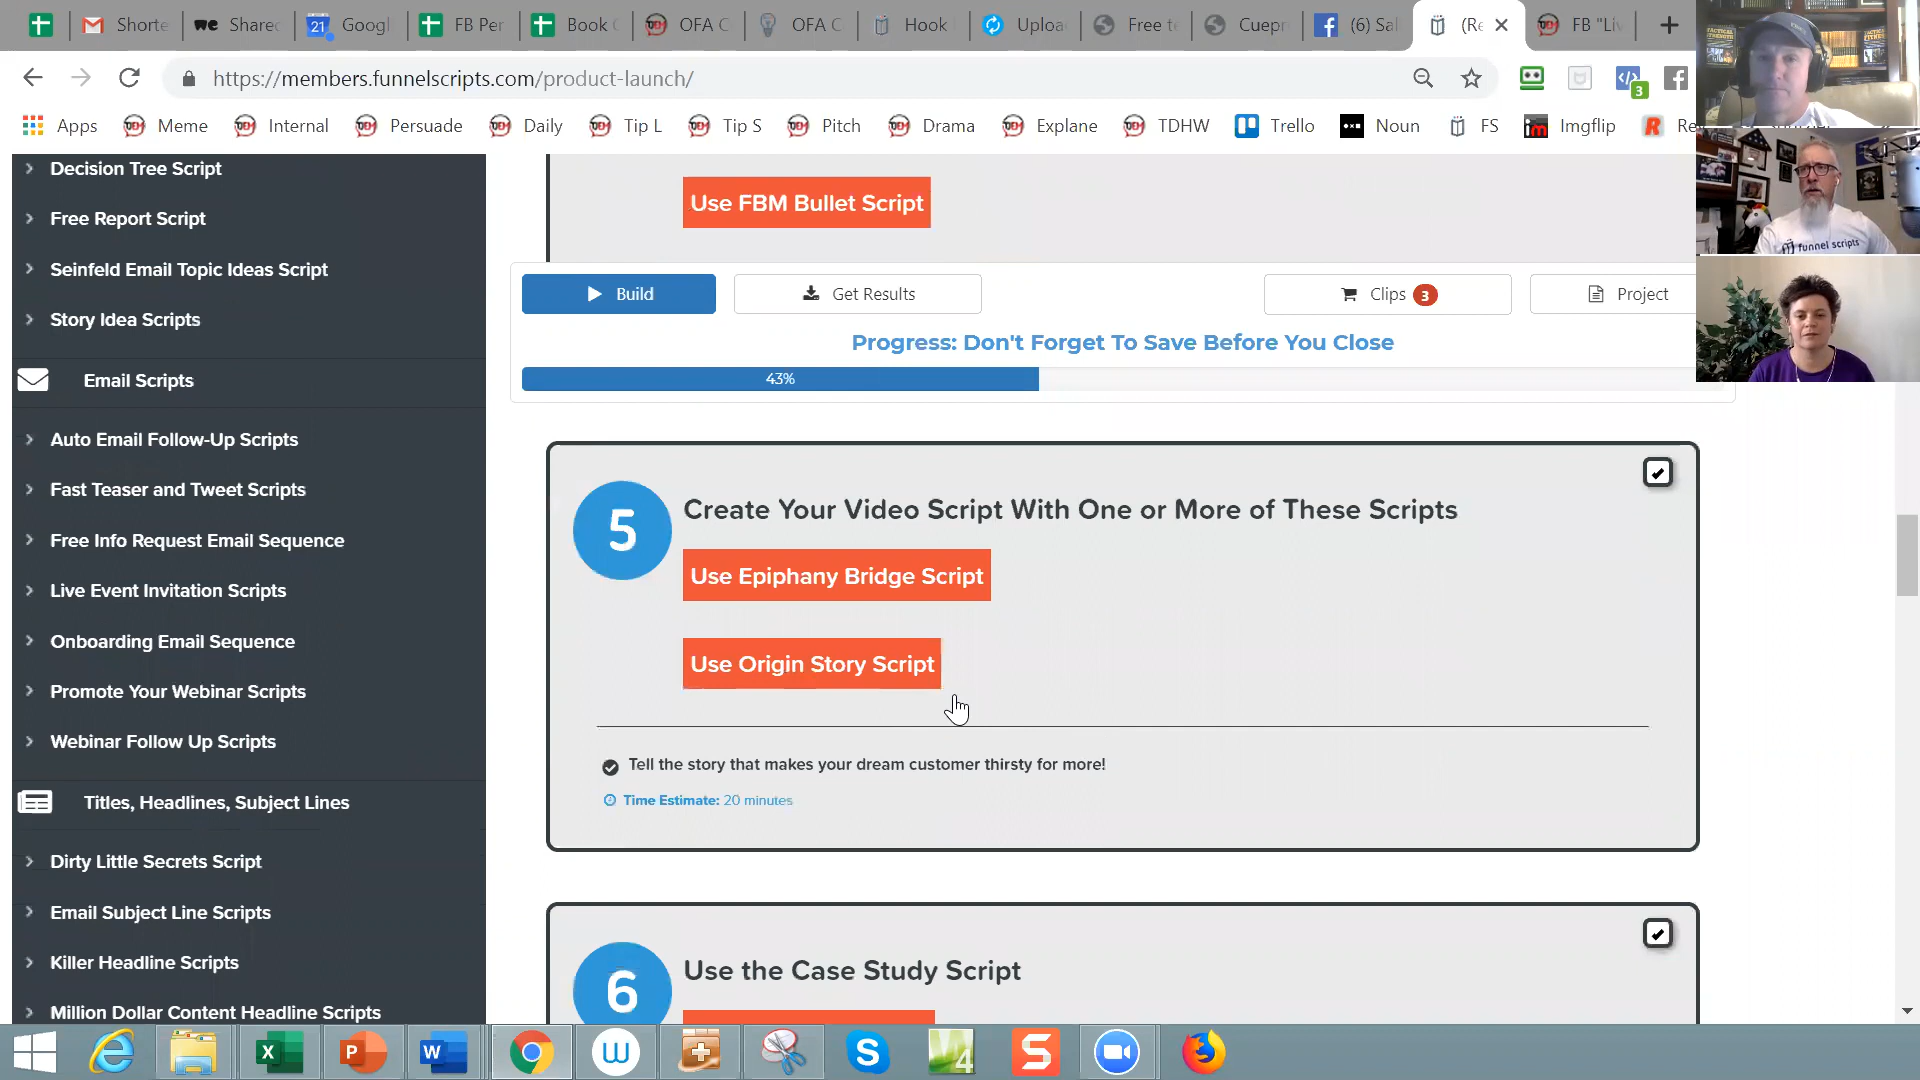 Shorte
Shared
Googl
FB Per
Book
OFA C
OFA C
Hook
Uploa
Free te
Cuepr
(6) Sal
(Re
FB "Liv
https://members.funnelscripts.com/product-launch/
3
Apps
Meme
Internal
Persuade
Daily
Tip L
Tip S
Pitch
Drama
Explane
TDHW
Trello
Noun
FS
Imgflip
Decision Tree Script
Free Report Script
Seinfeld Email Topic Ideas Script
Story Idea Scripts
Email Scripts
Auto Email Follow-Up Scripts
Fast Teaser and Tweet Scripts
Free Info Request Email Sequence
Live Event Invitation Scripts
Onboarding Email Sequence
Promote Your Webinar Scripts
Webinar Follow Up Scripts
Titles, Headlines, Subject Lines
Dirty Little Secrets Script
Email Subject Line Scripts
Killer Headline Scripts
Million Dollar Content Headline Scripts
Use FBM Bullet Script
Build
Get Results
Clips 3
Project
Progress: Don't Forget To Save Before You Close
43%
5
Create Your Video Script With One or More of These Scripts
Use Epiphany Bridge Script
Use Origin Story Script
Tell the story that makes your dream customer thirsty for more!
Time Estimate: 20 minutes
6
Use the Case Study Script
funnel scripts